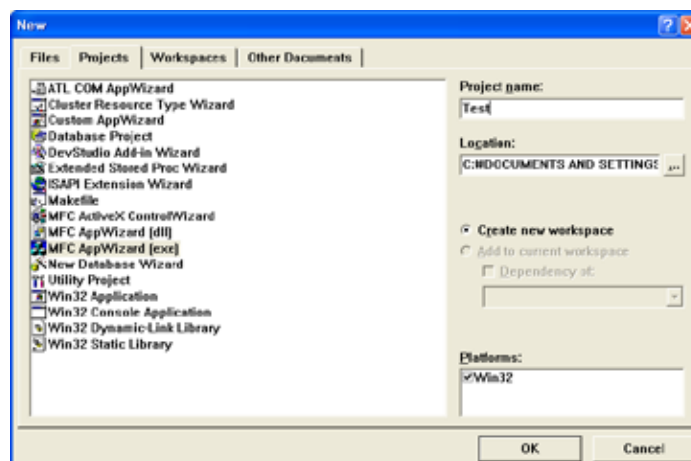 New
Files Projects Workspaces Other Documents
ATL COM AppWizard
Cluster Resource Type Wizard
Custom AppWizard
Database Project
DevStudio Add-in Wizard
Extended Stored Proc Wizard
ISAPI Extension Wizard
Makefile
MFC ActiveX ControlWizard
MFC AppWizard (dll)
MFC AppWizard (exe)
New Database Wizard
Utility Project
Win32 Application
Win32 Console Application
Win32 Dynamic-Link Library
Win32 Static Library
Project name:
Test
Location:
C:₩DOCUMENTS AND SETTINGS ...
Create new workspace
Add to current workspace
Dependency of:
Platforms:
Win32
OK Cancel